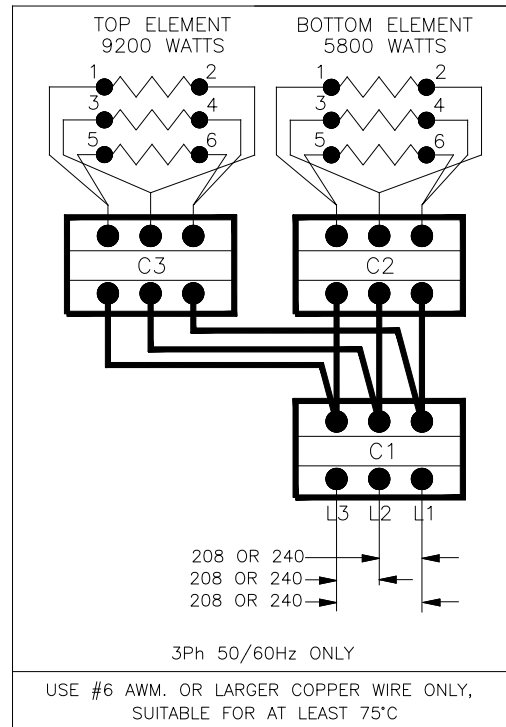 TOP ELEMENT
9200 WATTS
BOTTOM ELEMENT
5800 WATTS
1 2
3 4
5 6
1 2
3 4
5 6
C3
C2
C1
L3 L2 L1
208 OR 240
208 OR 240
208 OR 240
3Ph 50/60Hz ONLY
USE #6 AWM. OR LARGER COPPER WIRE ONLY,
SUITABLE FOR AT LEAST 75°C